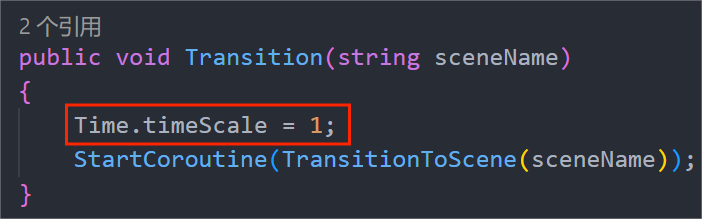 2 个引用
public void Transition(string sceneName)
{
Time.timeScale = 1;
StartCoroutine(TransitionToScene(sceneName));
}